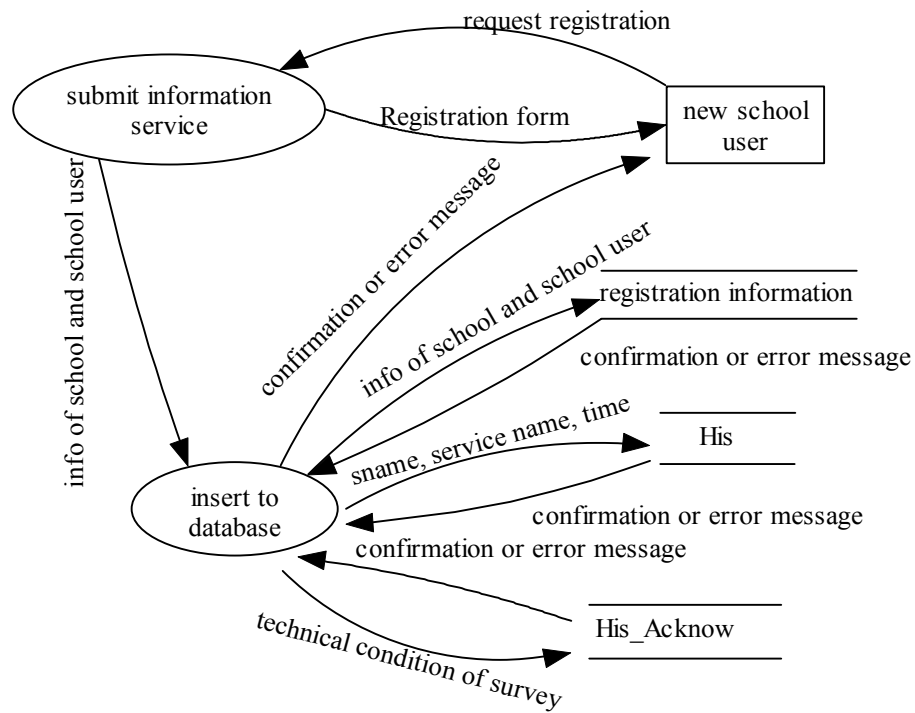 request registration
submit information
service
Registration form
new school
user
info of school and school user
confirmation or error message
info of school and school user
registration information
confirmation or error message
sname, service name, time
His
insert to
database
confirmation or error message
confirmation or error message
His_Acknow
technical condition of survey